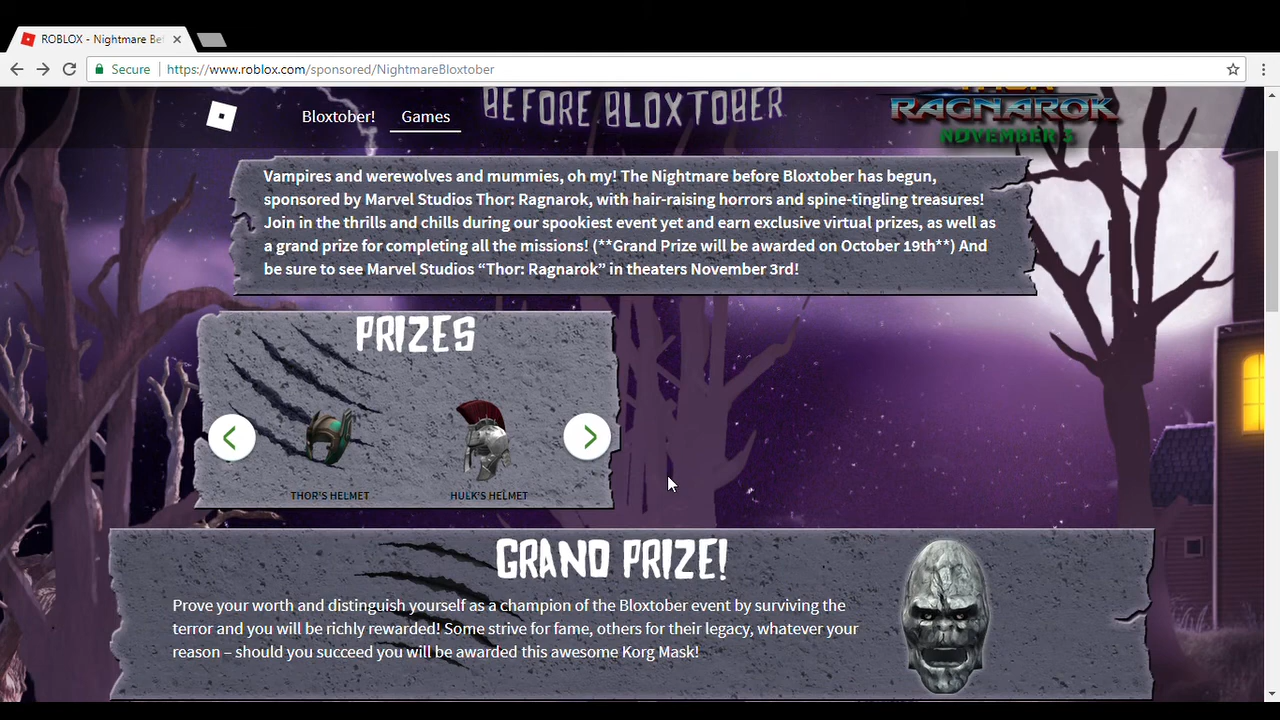 ROBLOX - Nightmare Bef
Secure https://www.roblox.com/sponsored/NightmareBloxtober
Bloxtober! Games
BEFORE BLOXTOBER
THOR
RAGNAROK
NOVEMBER 3
Vampires and werewolves and mummies, oh my! The Nightmare before Bloxtober has begun,
sponsored by Marvel Studios Thor: Ragnarok, with hair-raising horrors and spine-tingling treasures!
Join in the thrills and chills during our spookiest event yet and earn exclusive virtual prizes, as well as
a grand prize for completing all the missions! (**Grand Prize will be awarded on October 19th**) And
be sure to see Marvel Studios “Thor: Ragnarok” in theaters November 3rd!
PRIZES
THOR'S HELMET
HULK'S HELMET
GRAND PRIZE!
Prove your worth and distinguish yourself as a champion of the Bloxtober event by surviving the
terror and you will be richly rewarded! Some strive for fame, others for their legacy, whatever your
reason – should you succeed you will be awarded this awesome Korg Mask!